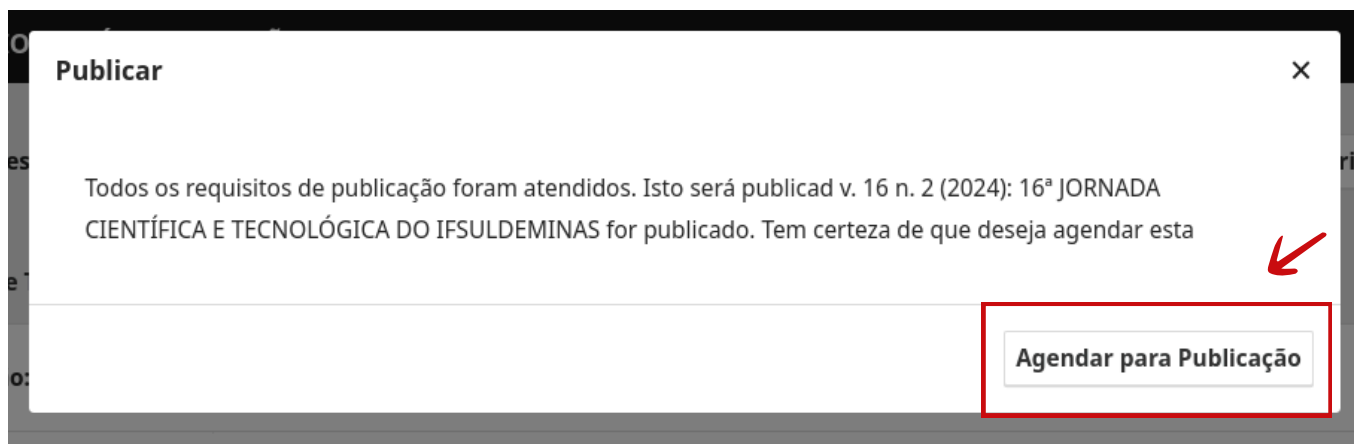 Publicar
Todos os requisitos de publicação foram atendidos. Isto será publicad v. 16 n. 2 (2024): 16ª JORNADA
CIENTÍFICA E TECNOLÓGICA DO IFSULDEMINAS for publicado. Tem certeza de que deseja agendar esta
Agendar para Publicação